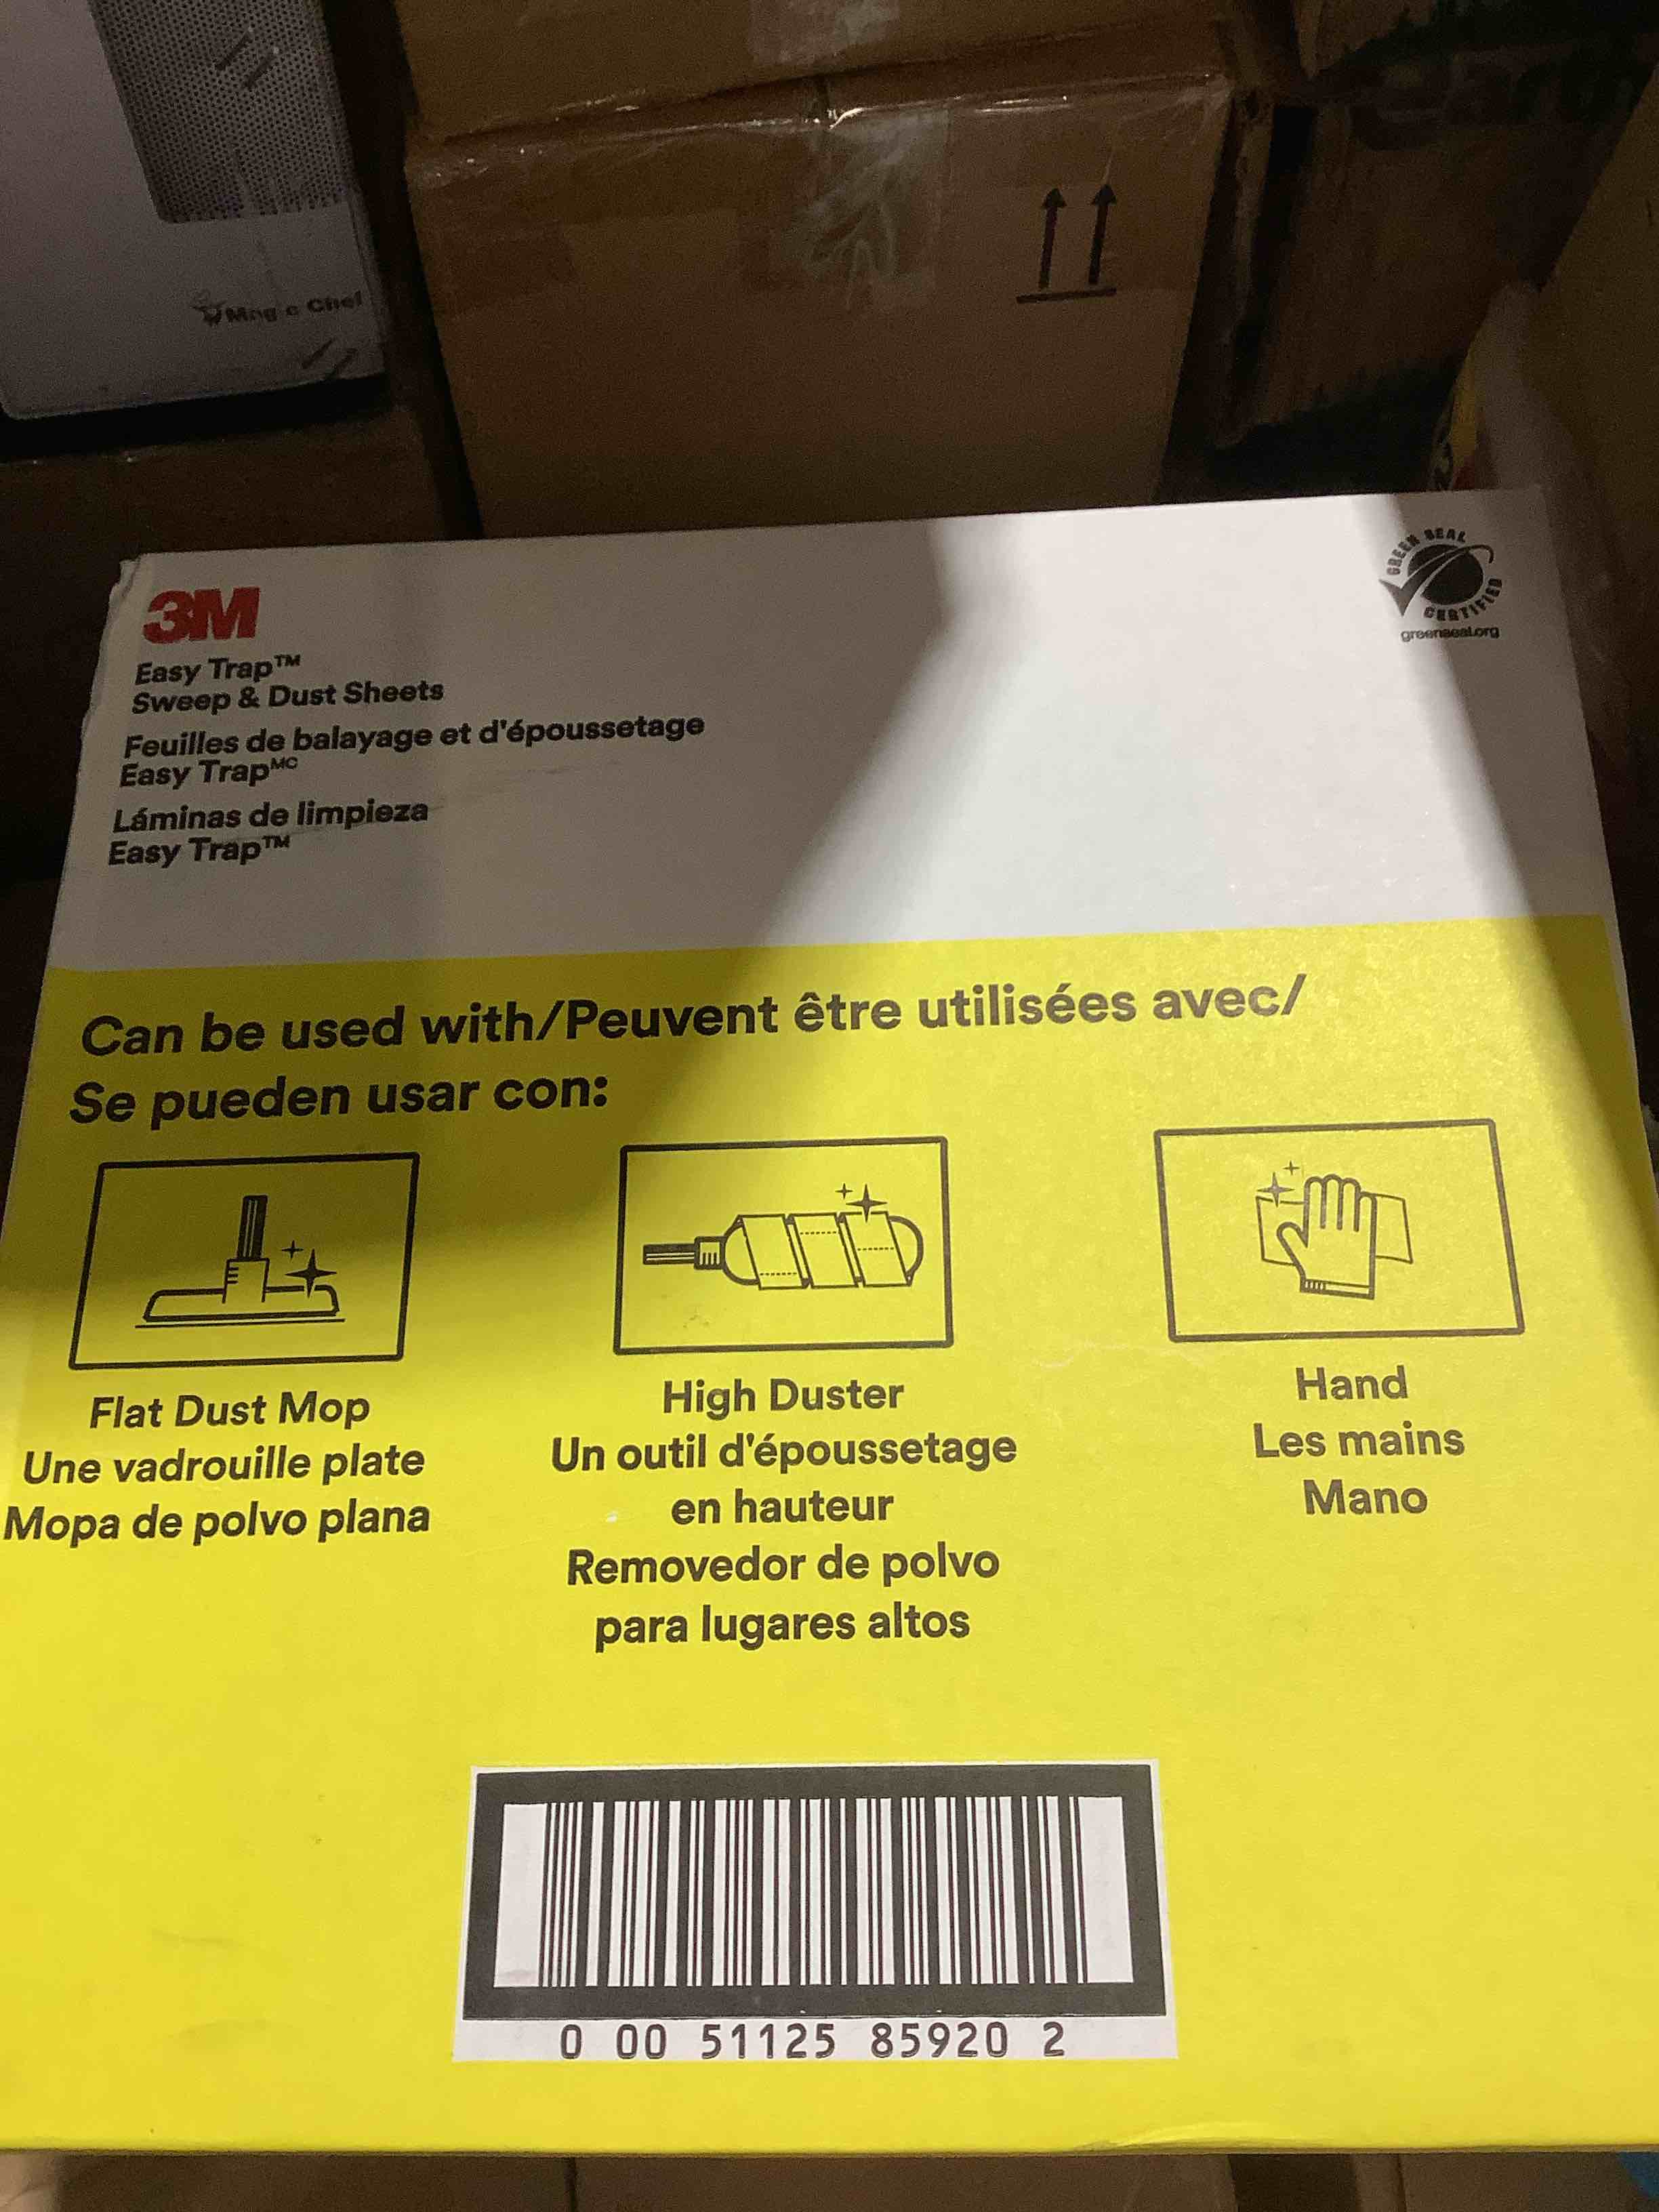 Magic Chef
GREEN SEAL
CERTIFIED
greenseal.org
3M
Easy Trap™
Sweep & Dust Sheets
Feuilles de balayage et d'époussetage
Easy Trapᴹᶜ
Láminas de limpieza
Easy Trap™
Can be used with/Peuvent être utilisées avec/
Se pueden usar con:
Flat Dust Mop
Une vadrouille plate
Mopa de polvo plana
High Duster
Un outil d'époussetage
en hauteur
Removedor de polvo
para lugares altos
Hand
Les mains
Mano
0 00 51125 85920 2